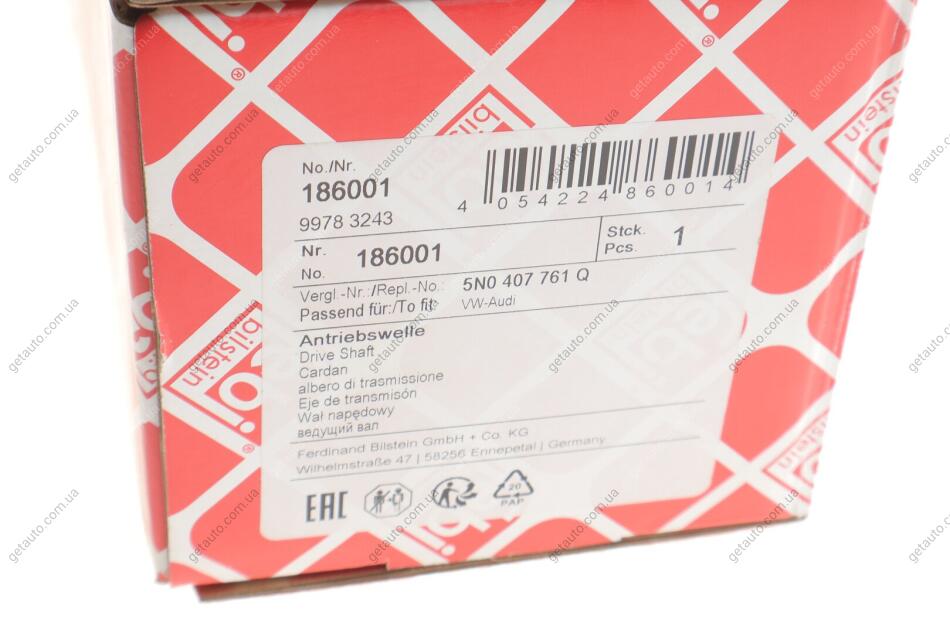 No./Nr.
186001
9978 3243
4 054224 860014
Nr.
No.
186001
Stck.
Pcs.
1
Vergl.-Nr.:/Repl.-No.: 5N0 407 761 Q
Passend für:/To fit: VW-Audi
Antriebswelle
Drive Shaft
Cardan
albero di trasmissione
Eje de transmisón
Wał napędowy
ведущий вал
Ferdinand Bilstein GmbH + Co. KG
Wilhelmstraße 47 | 58256 Ennepetal | Germany
EAC
20
PAP
bilstein
bilstein
bilstein
bilstein
getauto.com.ua